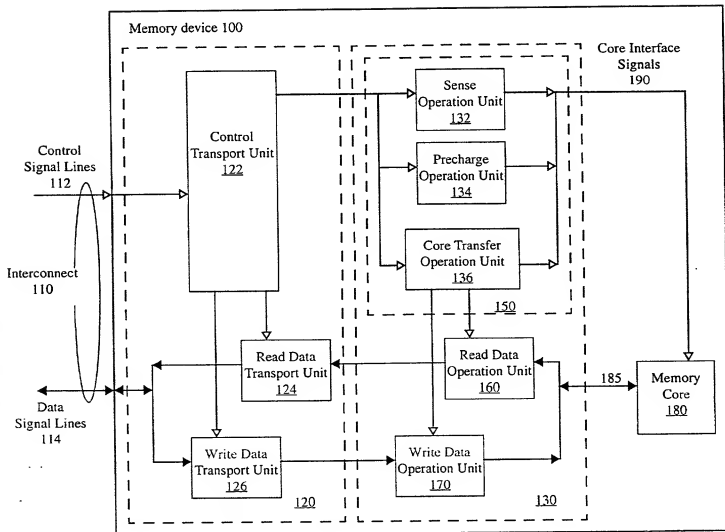 Memory device 100
Core Interface
Signals
190
Sense
Operation Unit
132
Control
Transport Unit
122
Control
Signal Lines
112
Precharge
Operation Unit
134
Core Transfer
Operation Unit
136
Interconnect
110
150
Read Data
Transport Unit
124
Read Data
Operation Unit
160
185
Memory
Core
180
Data
Signal Lines
114
Write Data
Transport Unit
126
Write Data
Operation Unit
170
120
130